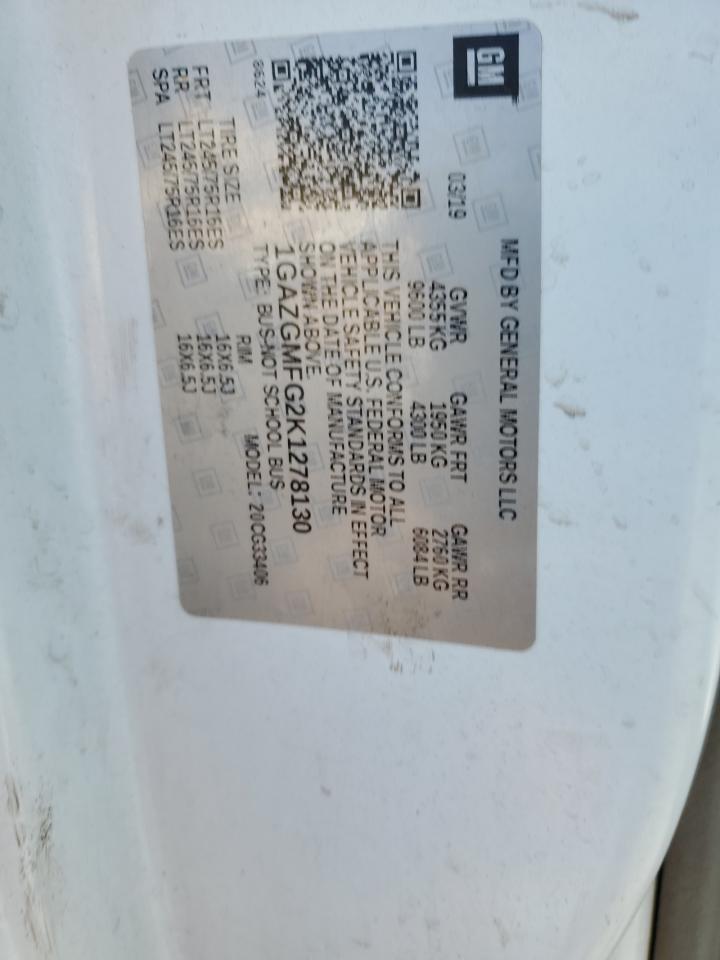 GM
MFD BY GENERAL MOTORS LLC
03/19 GVWR GAWR FRT GAWR RR
4355 KG 1950 KG 2760 KG
9600 LB 4300 LB 6084 LB
THIS VEHICLE CONFORMS TO ALL
APPLICABLE U.S. FEDERAL MOTOR
VEHICLE SAFETY STANDARDS IN EFFECT
ON THE DATE OF MANUFACTURE
SHOWN ABOVE.
1GAZGMFG2K1278130
8624 TYPE: BUS-NOT SCHOOL BUS
MODEL: 20CG33406
TIRE SIZE RIM
FRT LT245/75R16ES 16X6.5J
RR LT245/75R16ES 16X6.5J
SPA LT245/75R16ES 16X6.5J